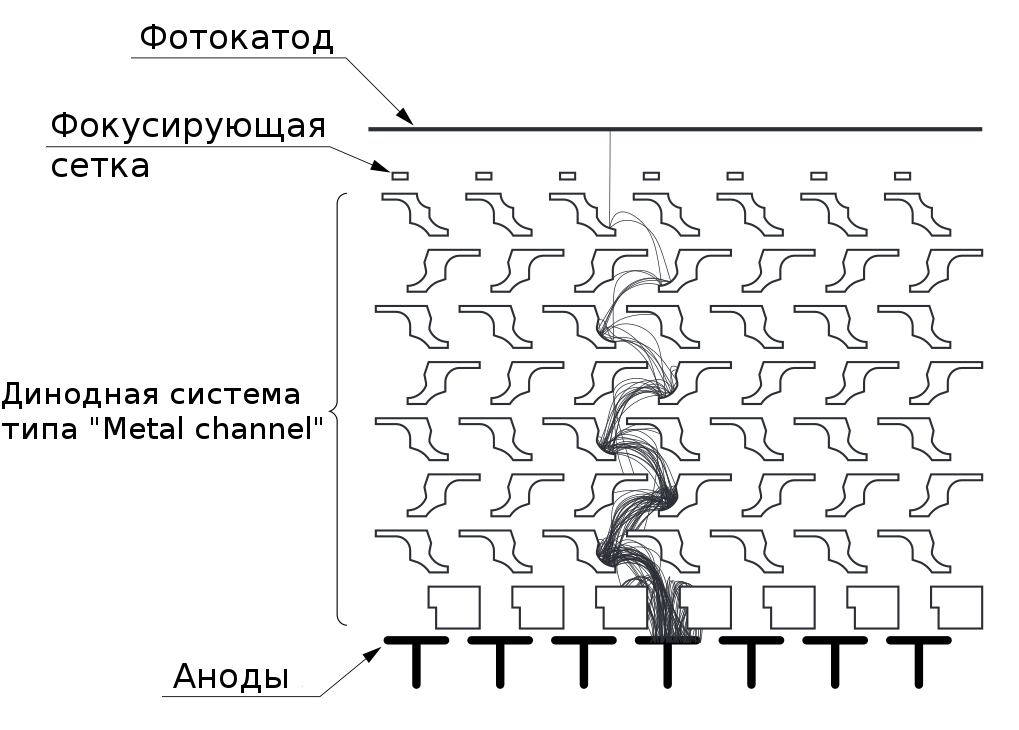 Фотокатод
Фокусирующая
сетка
Динодная система
типа "Metal channel"
Аноды